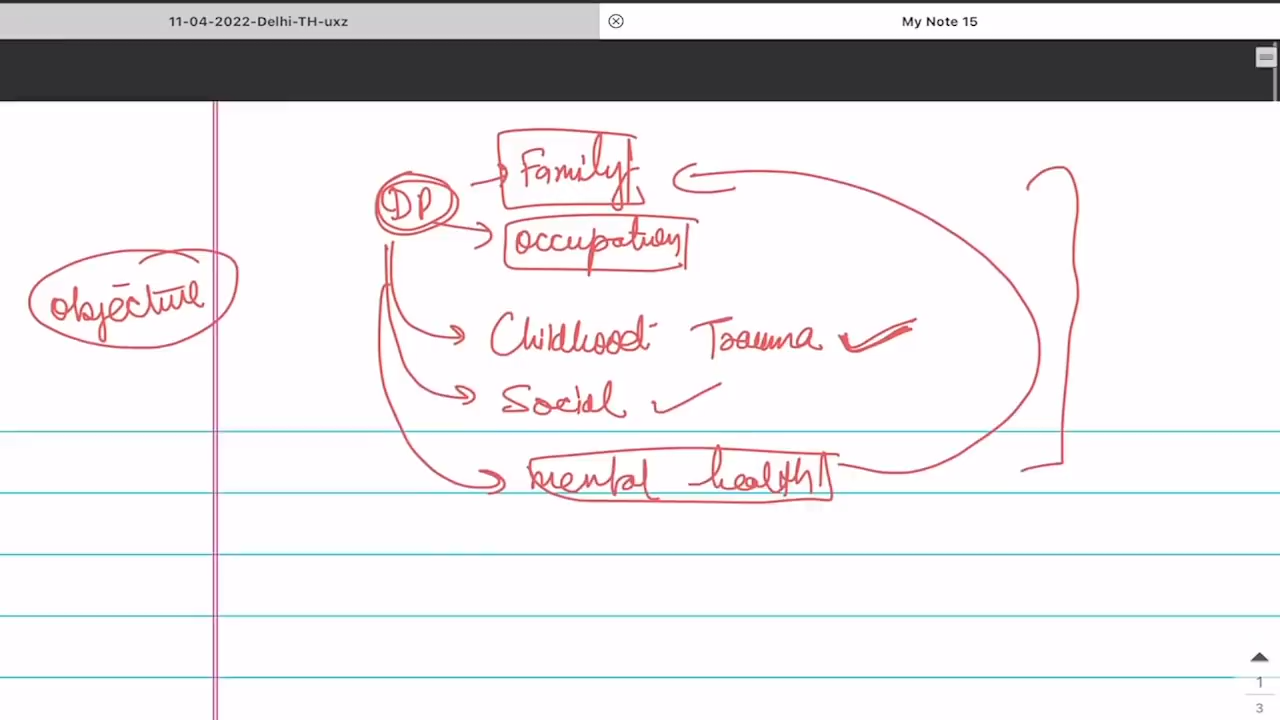 11-04-2022-Delhi-TH-uxz
My Note 15
Family
DP
occupation
objective
Childhood Trauma
Social
mental health
1
3